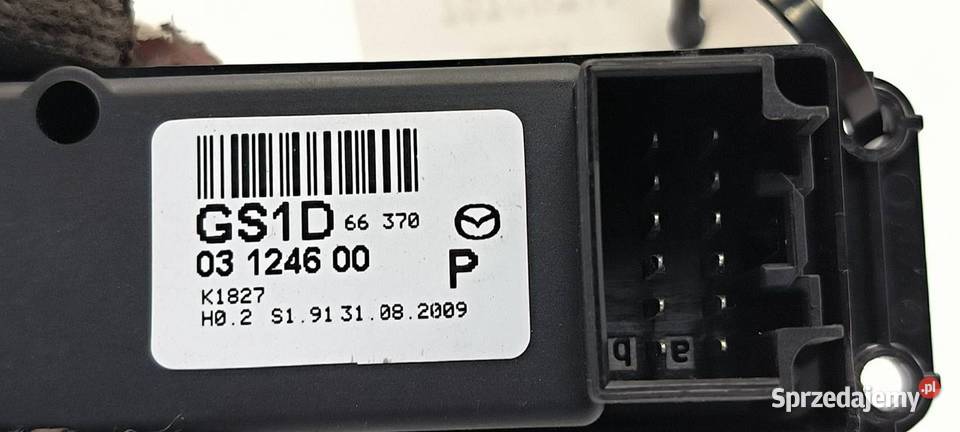 GS1D 66 370
03 1246 00
P
K1827
H0.2 S1.91 31.08.2009
b a
Sprzedajemy.pl